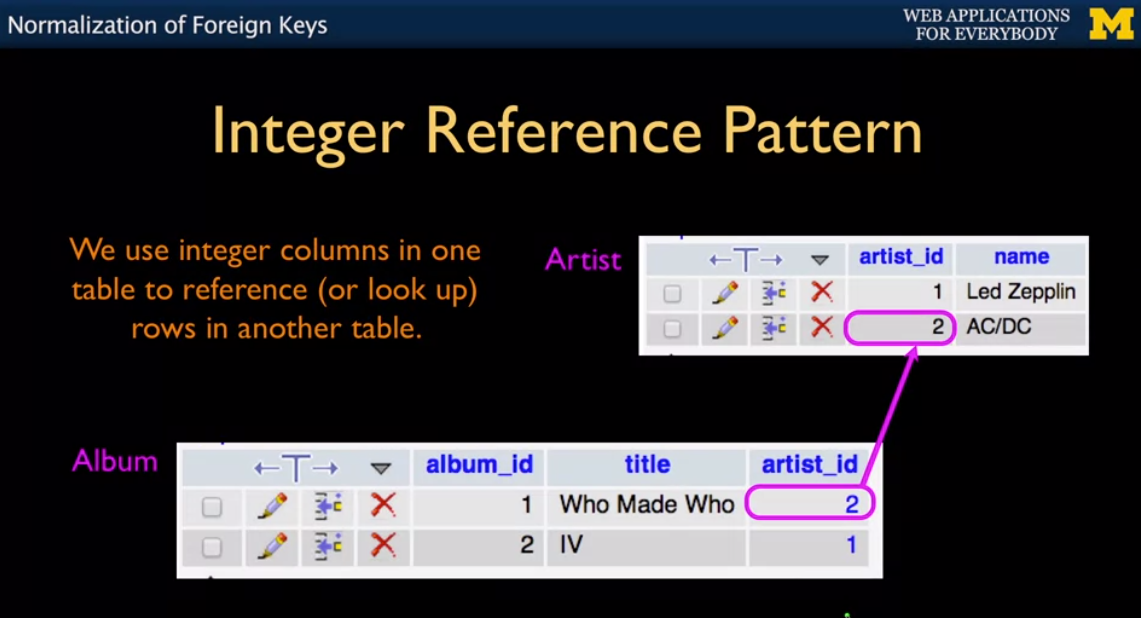 Normalization of Foreign Keys
WEB APPLICATIONS
FOR EVERYBODY
M
Integer Reference Pattern
We use integer columns in one
table to reference (or look up)
rows in another table.
Artist
artist_id name
1 Led Zepplin
2 AC/DC
Album
album_id title artist_id
1 Who Made Who 2
2 IV 1